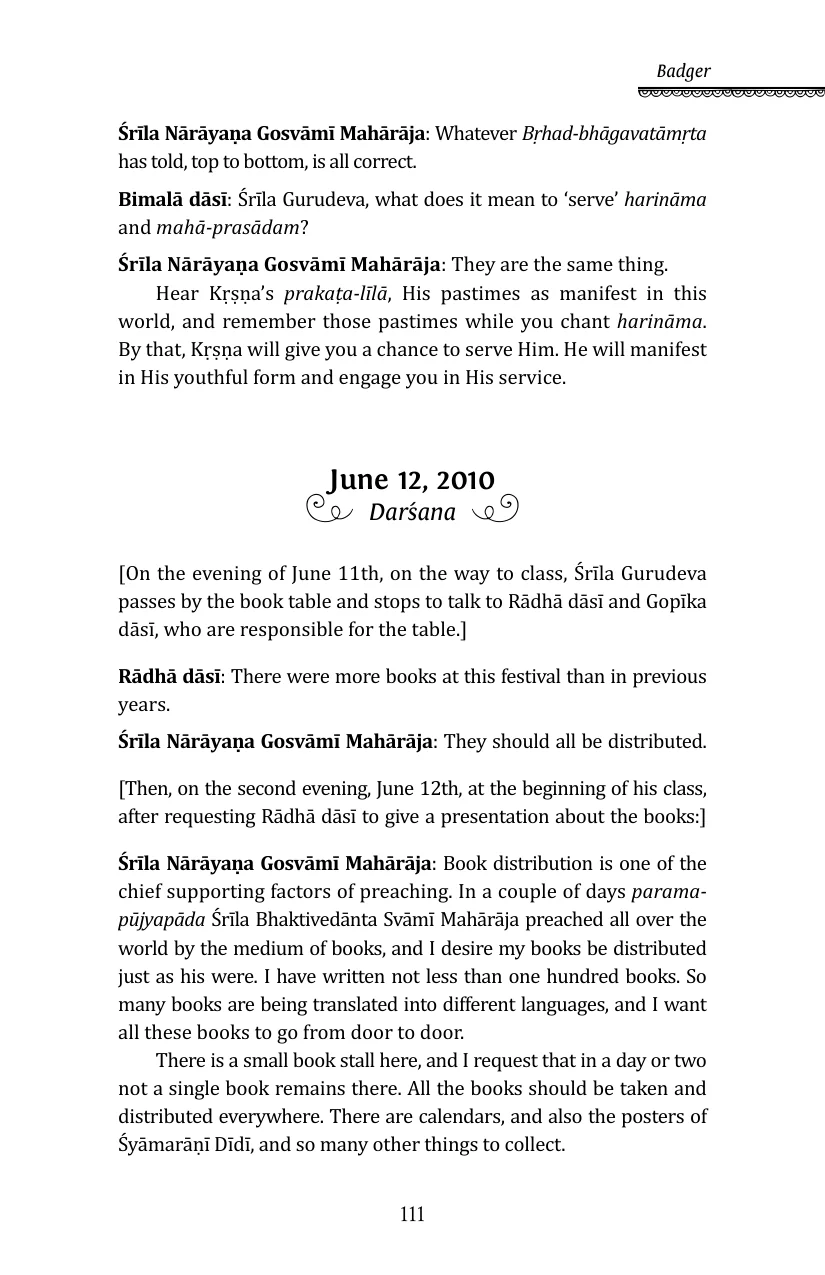 Badger
Śrīla Nārāyaṇa Gosvāmī Mahārāja: Whatever Bṛhad-bhāgavatāmṛta
has told, top to bottom, is all correct.
Bimalā dāsī: Śrīla Gurudeva, what does it mean to ‘serve’ harināma
and mahā-prasādam?
Śrīla Nārāyaṇa Gosvāmī Mahārāja: They are the same thing.
Hear Kṛṣṇa’s prakaṭa-līlā, His pastimes as manifest in this
world, and remember those pastimes while you chant harināma.
By that, Kṛṣṇa will give you a chance to serve Him. He will manifest
in His youthful form and engage you in His service.
June 12, 2010
Darśana
[On the evening of June 11th, on the way to class, Śrīla Gurudeva
passes by the book table and stops to talk to Rādhā dāsī and Gopīka
dāsī, who are responsible for the table.]
Rādhā dāsī: There were more books at this festival than in previous
years.
Śrīla Nārāyaṇa Gosvāmī Mahārāja: They should all be distributed.
[Then, on the second evening, June 12th, at the beginning of his class,
after requesting Rādhā dāsī to give a presentation about the books:]
Śrīla Nārāyaṇa Gosvāmī Mahārāja: Book distribution is one of the
chief supporting factors of preaching. In a couple of days parama-
pūjyapāda Śrīla Bhaktivedānta Svāmī Mahārāja preached all over the
world by the medium of books, and I desire my books be distributed
just as his were. I have written not less than one hundred books. So
many books are being translated into different languages, and I want
all these books to go from door to door.
There is a small book stall here, and I request that in a day or two
not a single book remains there. All the books should be taken and
distributed everywhere. There are calendars, and also the posters of
Śyāmarāṇī Dīdī, and so many other things to collect.
111